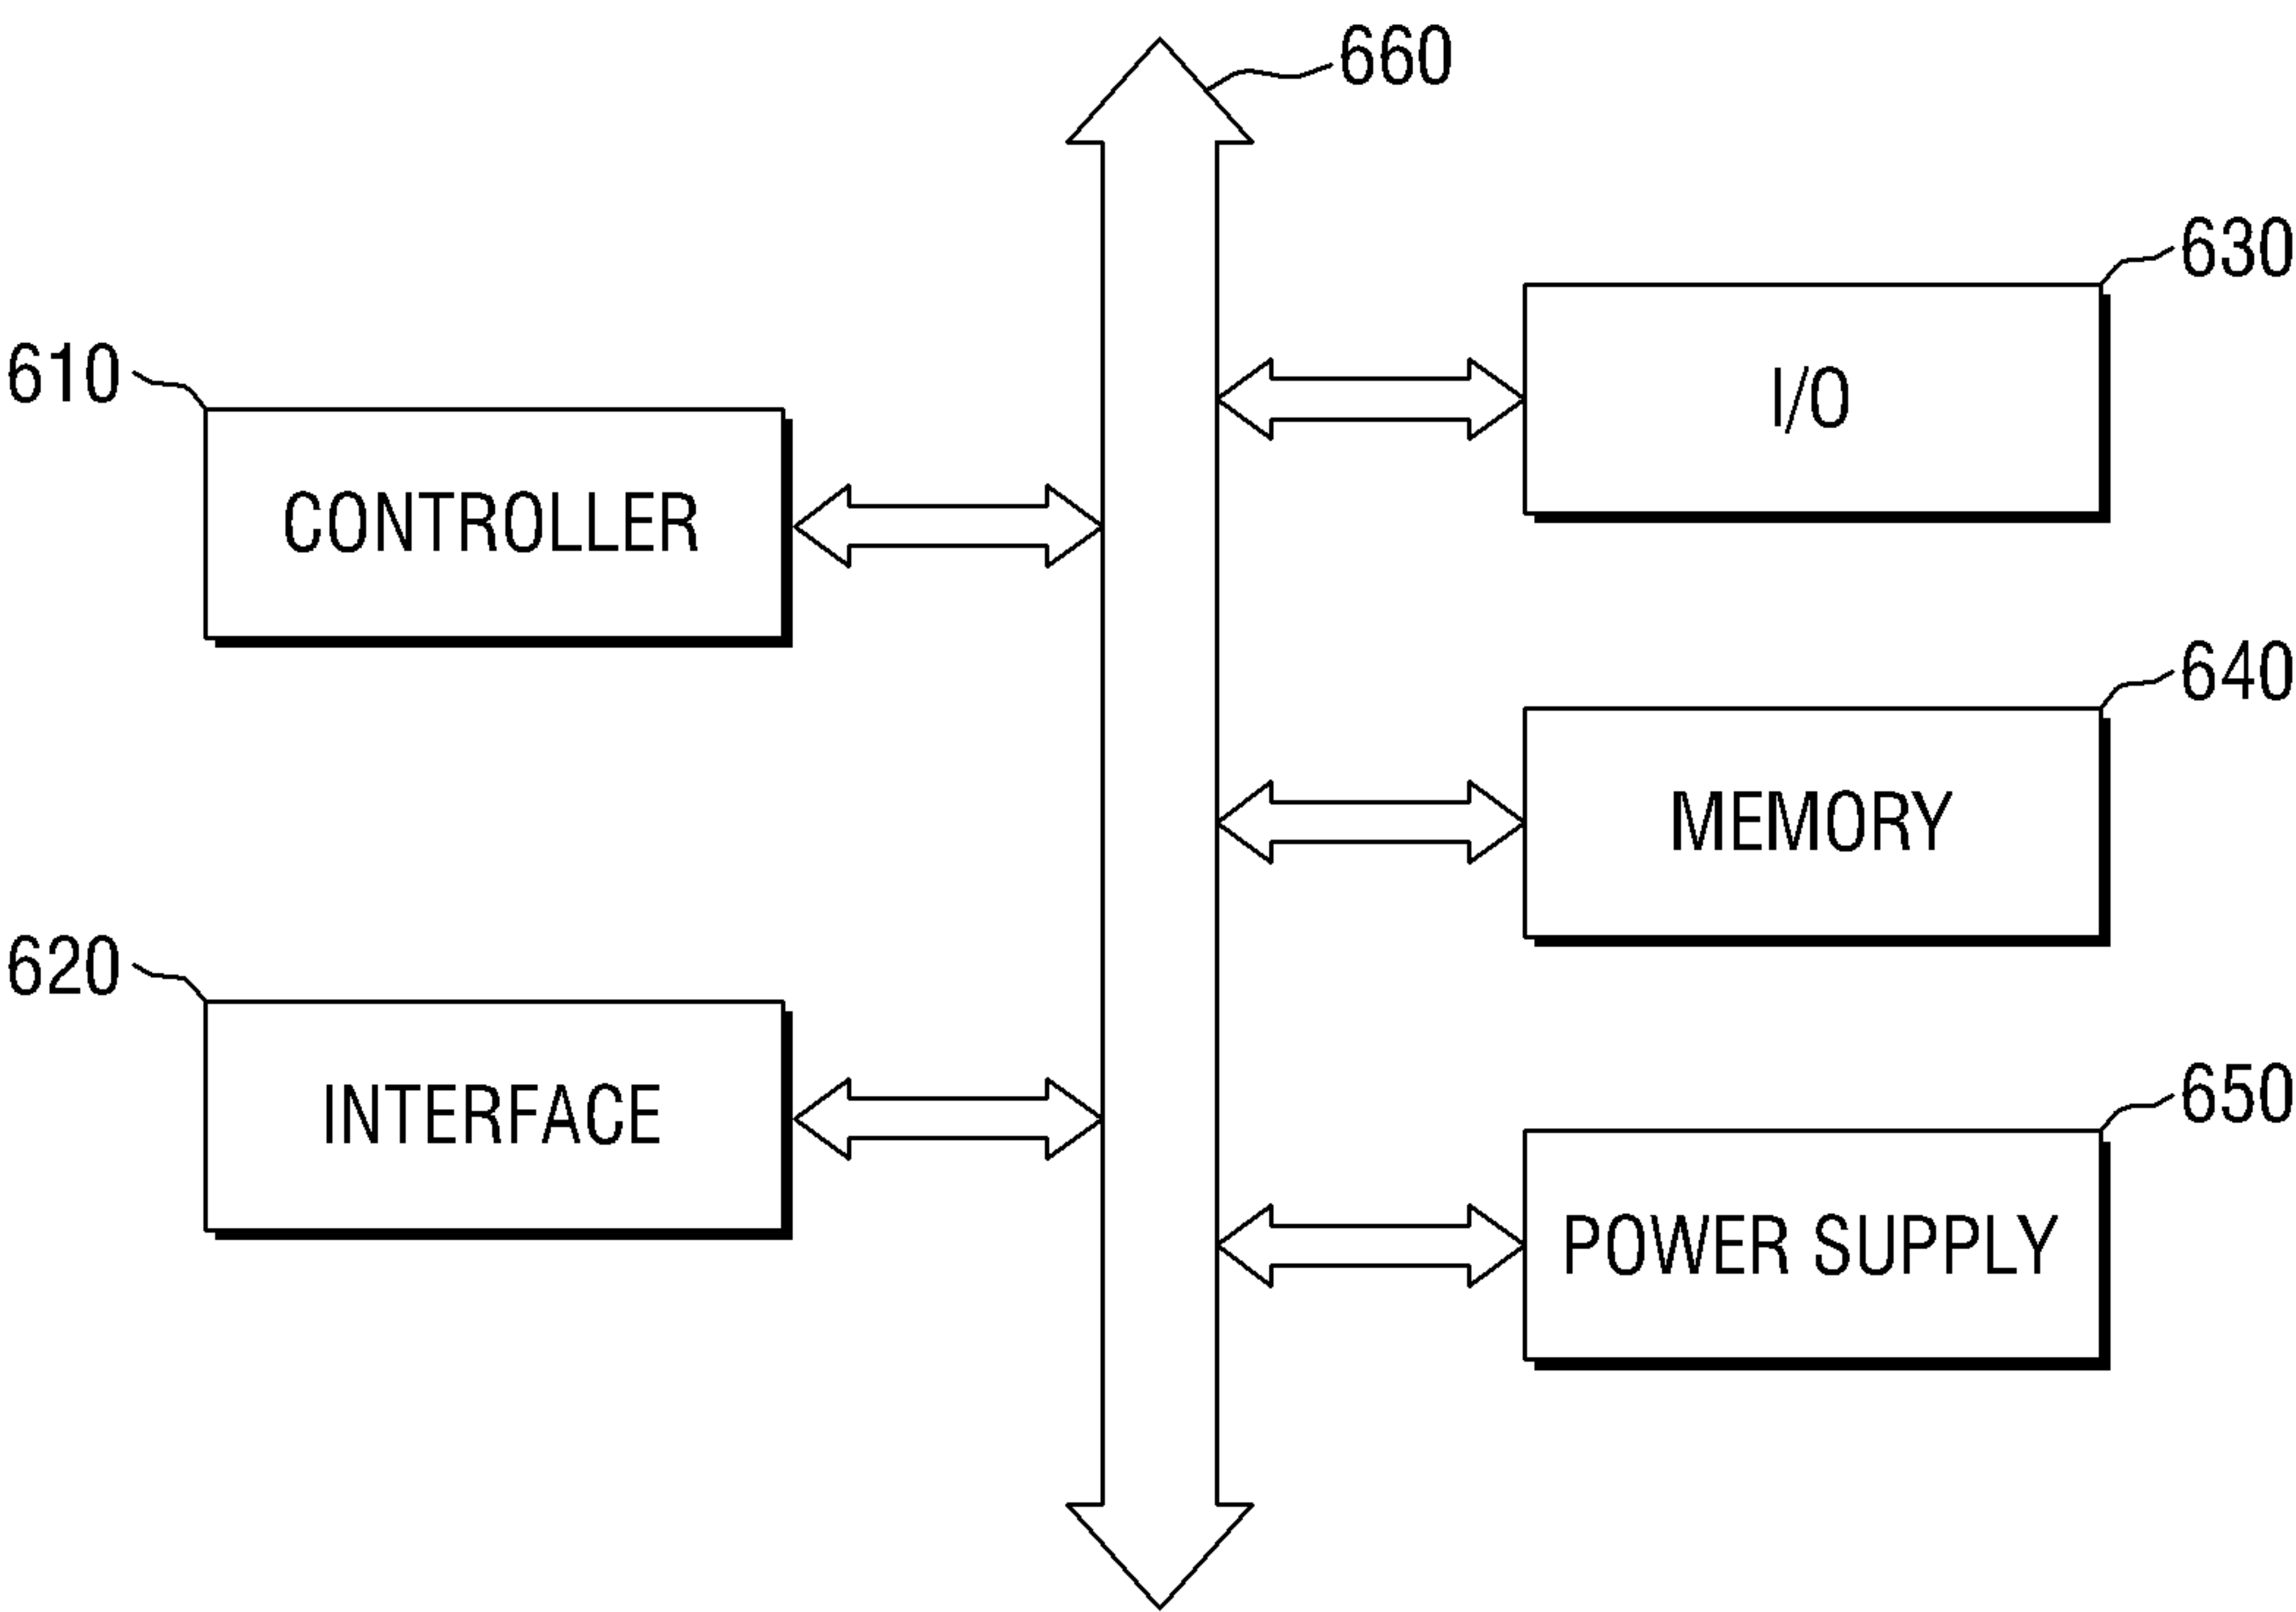 660
630
I/O
610
CONTROLLER
640
MEMORY
620
INTERFACE
650
POWER SUPPLY